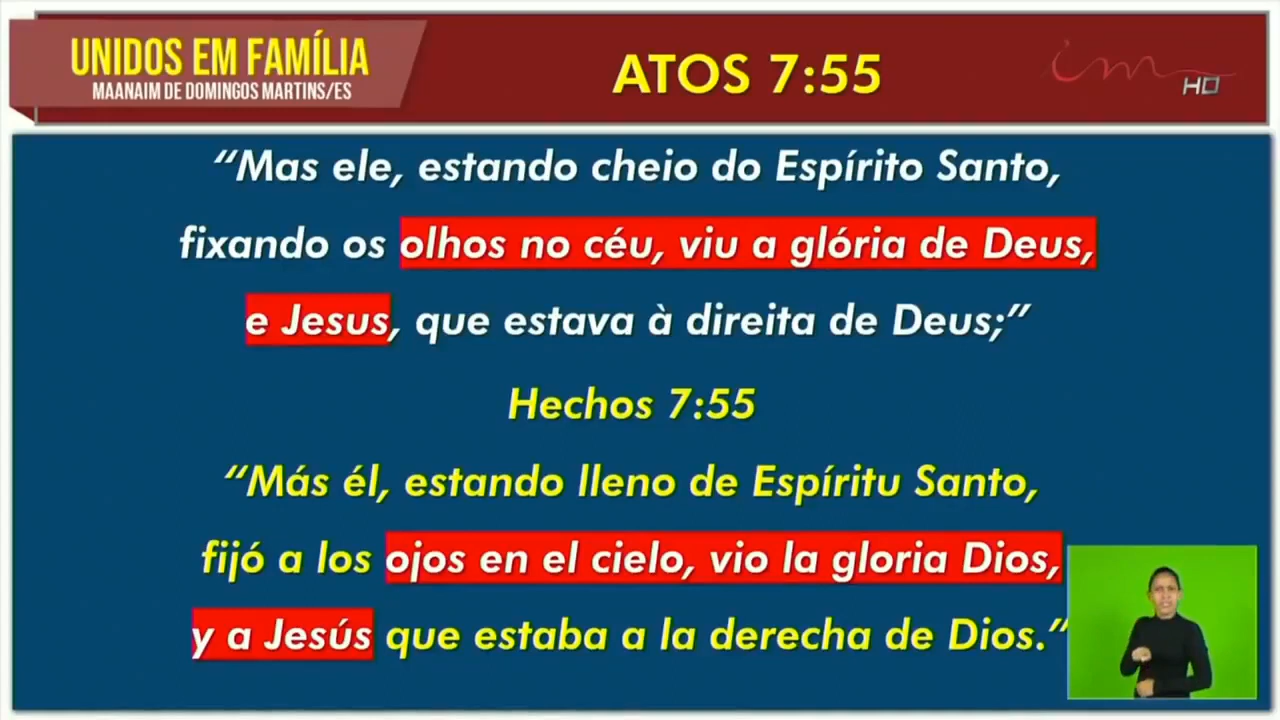 UNIDOS EM FAMÍLIA
MAANAIM DE DOMINGOS MARTINS/ES
ATOS 7:55
im HD
“Mas ele, estando cheio do Espírito Santo,
fixando os olhos no céu, viu a glória de Deus,
e Jesus, que estava à direita de Deus;”
Hechos 7:55
“Más él, estando lleno de Espíritu Santo,
fijó a los ojos en el cielo, vio la gloria Dios,
y a Jesús que estaba a la derecha de Dios.”